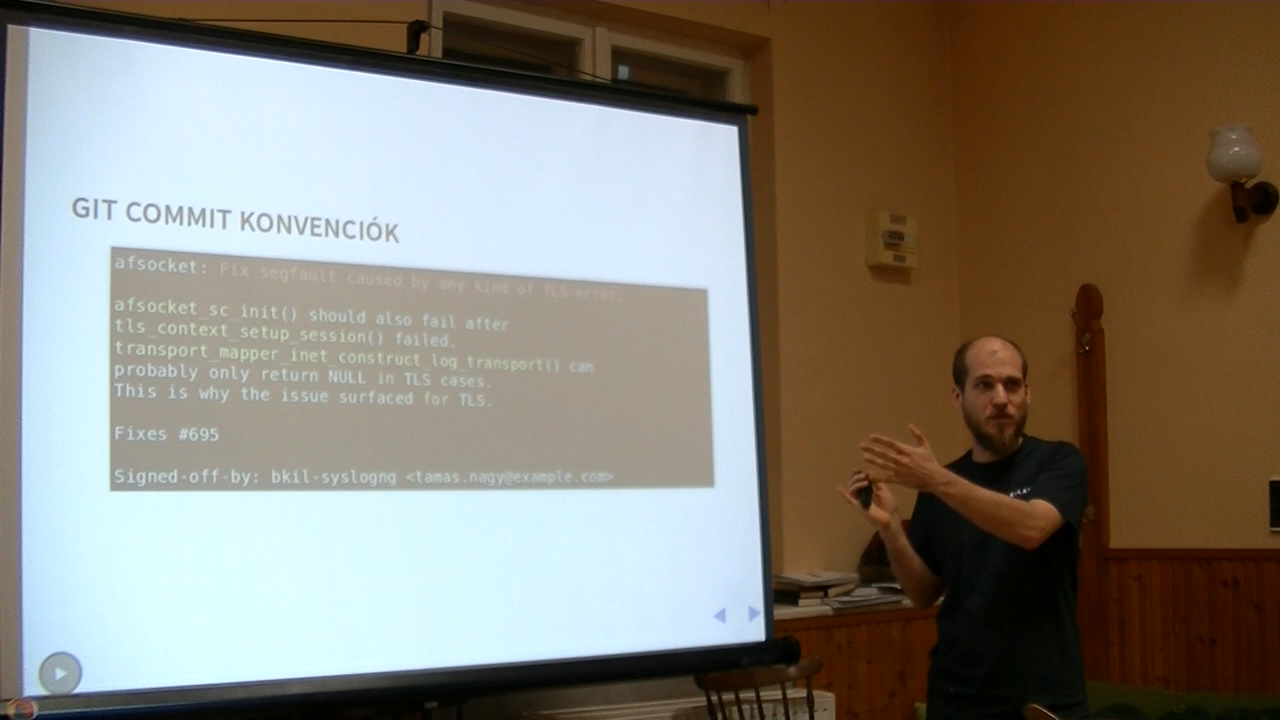 GIT COMMIT KONVENCIÓK
afsocket: Fix segfault caused by any kind of TLS error.
afsocket_sc_init() should also fail after
tls_context_setup_session() failed.
transport_mapper_inet_construct_log_transport() can
probably only return NULL in TLS cases.
This is why the issue surfaced for TLS.
Fixes #695
Signed-off-by: bkil-syslogng <tamas.nagy@example.com>